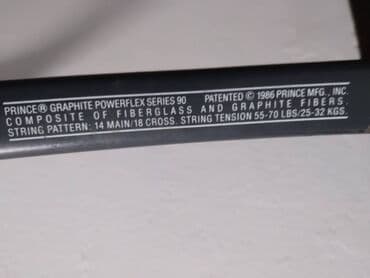 PRINCE® GRAPHITE POWERFLEX SERIES 90 PATENTED © 1986 PRINCE MFG., INC.
COMPOSITE OF FIBERGLASS AND GRAPHITE FIBERS.
STRING PATTERN: 14 MAIN/18 CROSS. STRING TENSION 55-70 LBS/25-32 KGS.